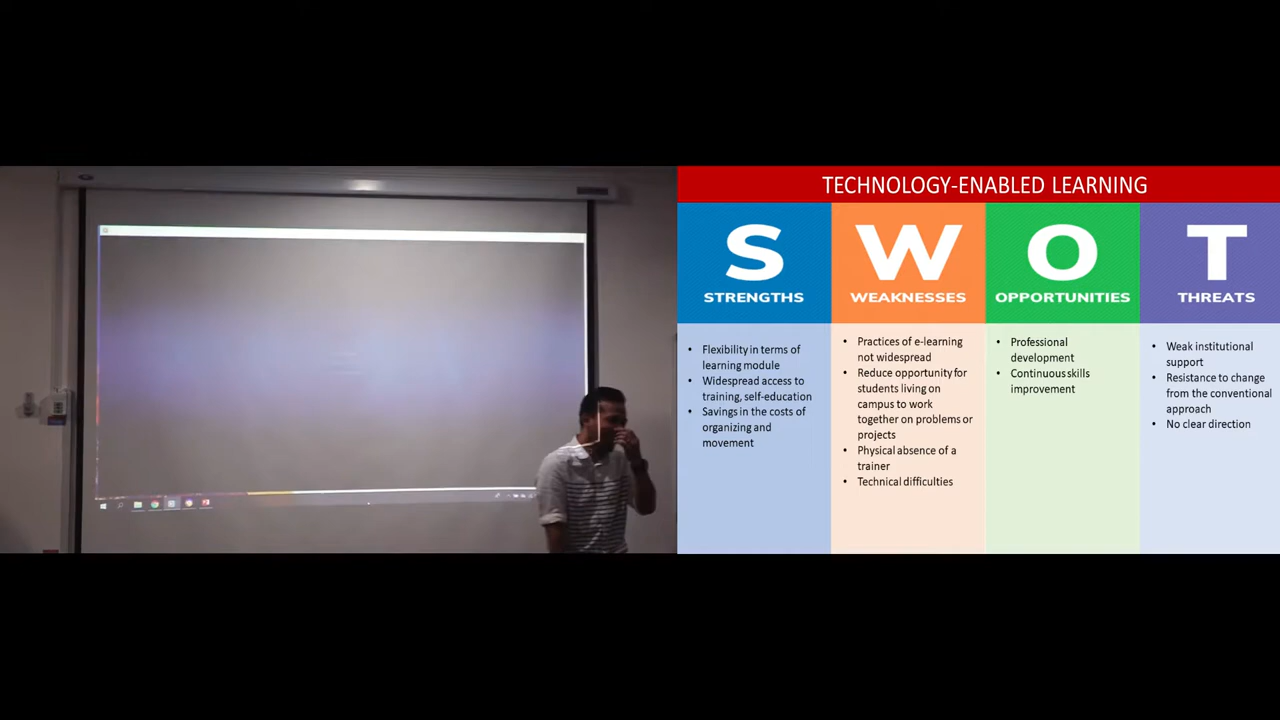 TECHNOLOGY-ENABLED LEARNING
S
STRENGTHS
• Flexibility in terms of
learning module
• Widespread access to
training, self-education
• Savings in the costs of
organizing and
movement
W
WEAKNESSES
• Practices of e-learning
not widespread
• Reduce opportunity for
students living on
campus to work
together on problems or
projects
• Physical absence of a
trainer
• Technical difficulties
O
OPPORTUNITIES
• Professional
development
• Continuous skills
improvement
T
THREATS
• Weak institutional
support
• Resistance to change
from the conventional
approach
• No clear direction